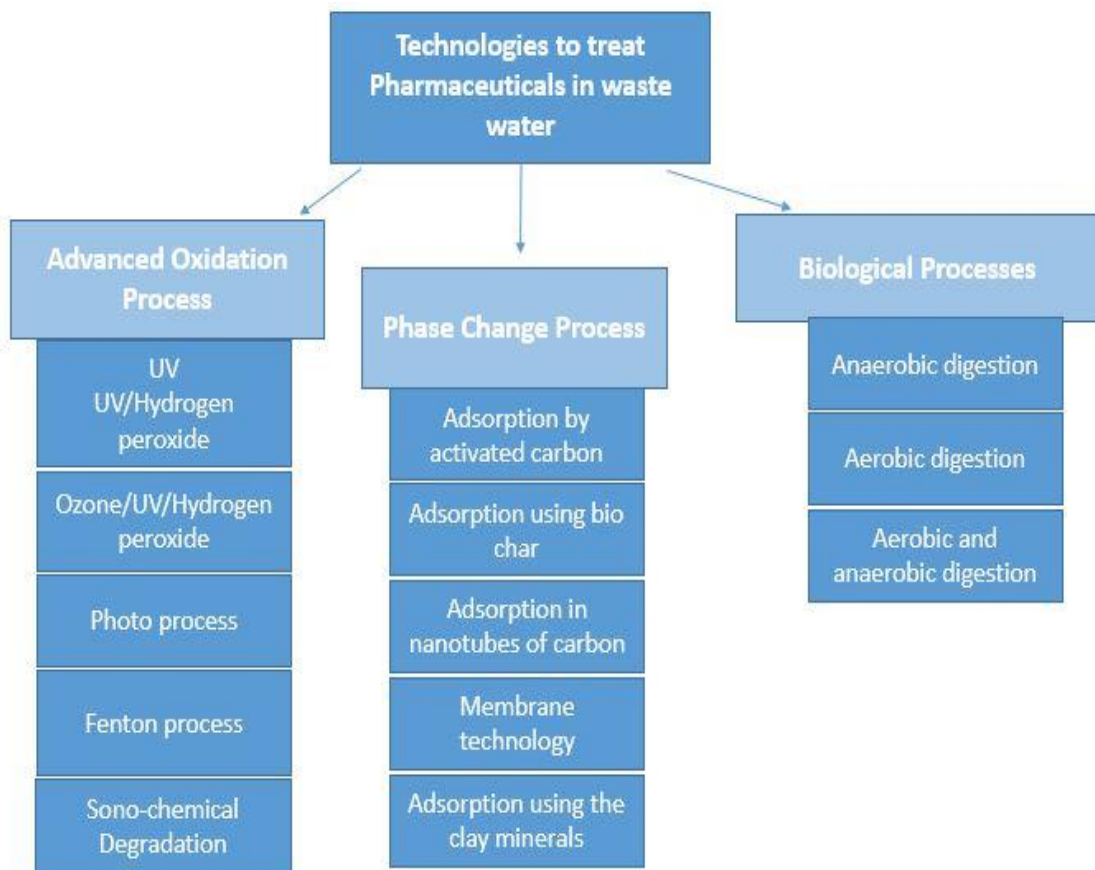 Technologies to treat
Pharmaceuticals in waste
water
Advanced Oxidation
Process
UV
UV/Hydrogen
peroxide
Ozone/UV/Hydrogen
peroxide
Photo process
Fenton process
Sono-chemical
Degradation
Phase Change Process
Adsorption by
activated carbon
Adsorption using bio
char
Adsorption in
nanotubes of carbon
Membrane
technology
Adsorption using the
clay minerals
Biological Processes
Anaerobic digestion
Aerobic digestion
Aerobic and
anaerobic digestion